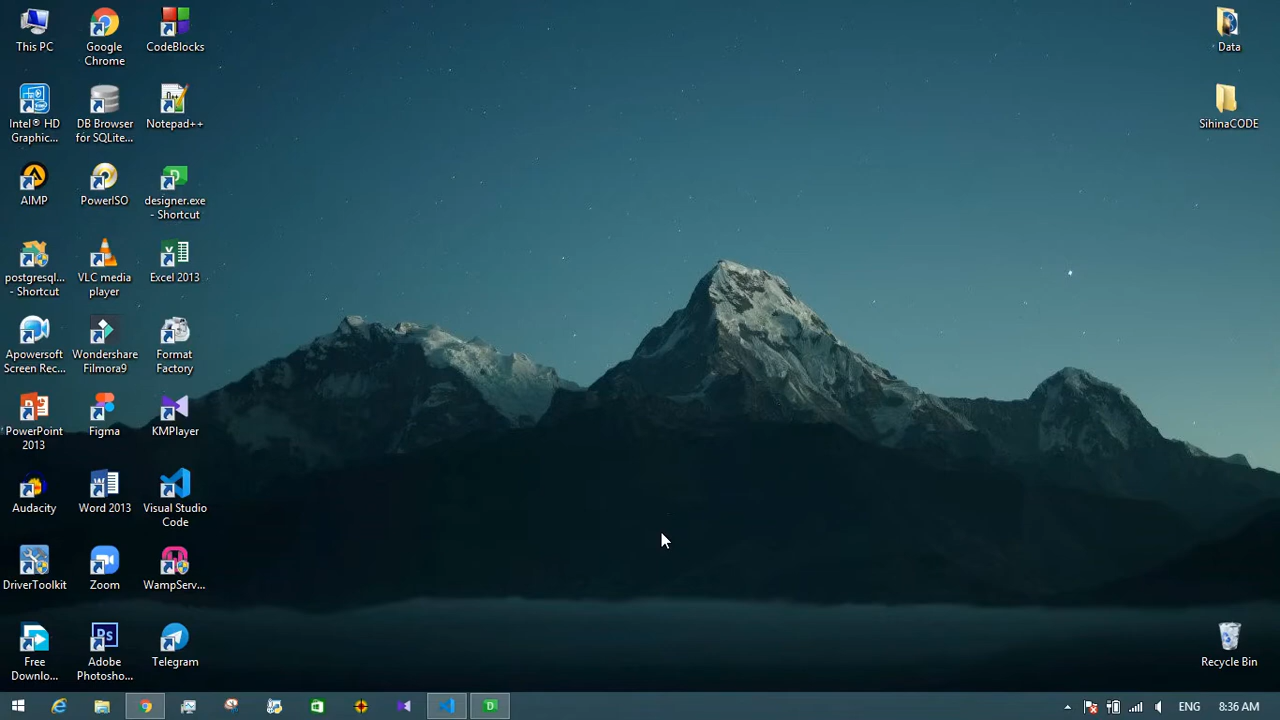 This PC
Google
Chrome
CodeBlocks
Intel® HD
Graphic...
DB Browser
for SQLite...
Notepad++
AIMP
PowerISO
designer.exe
- Shortcut
postgresql...
- Shortcut
VLC media
player
Excel 2013
Apowersoft
Screen Rec...
Wondershare
Filmora9
Format
Factory
PowerPoint
2013
Figma
KMPlayer
Audacity
Word 2013
Visual Studio
Code
DriverToolkit
Zoom
WampServ...
Free
Downlo...
Adobe
Photosho...
Telegram
Data
SihinaCODE
Recycle Bin
ENG
8:36 AM